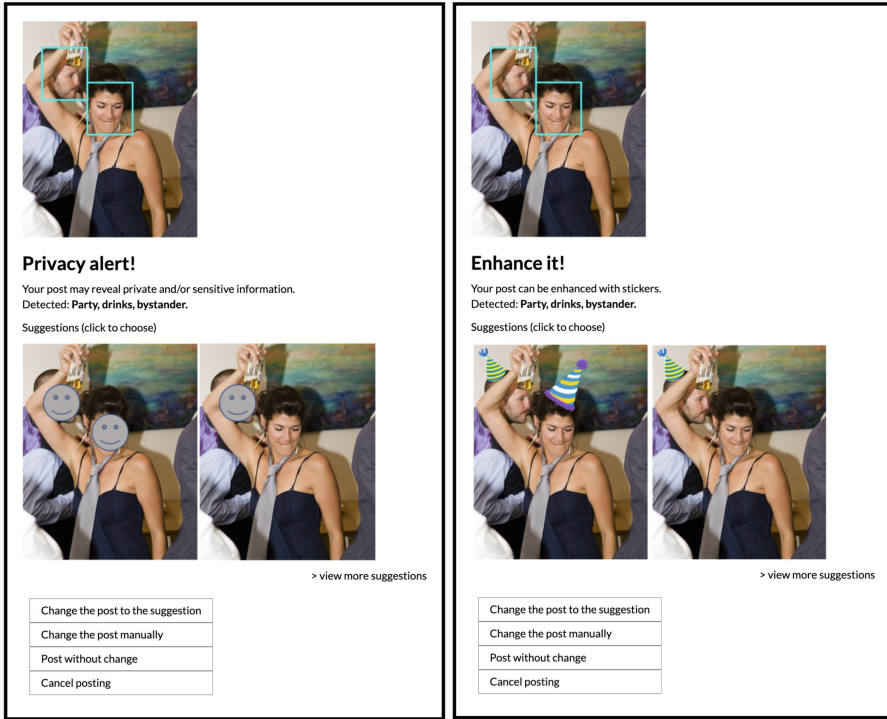 Privacy alert!
Your post may reveal private and/or sensitive information.
Detected: Party, drinks, bystander.
Suggestions (click to choose)
> view more suggestions
Change the post to the suggestion
Change the post manually
Post without change
Cancel posting
Enhance it!
Your post can be enhanced with stickers.
Detected: Party, drinks, bystander.
Suggestions (click to choose)
> view more suggestions
Change the post to the suggestion
Change the post manually
Post without change
Cancel posting